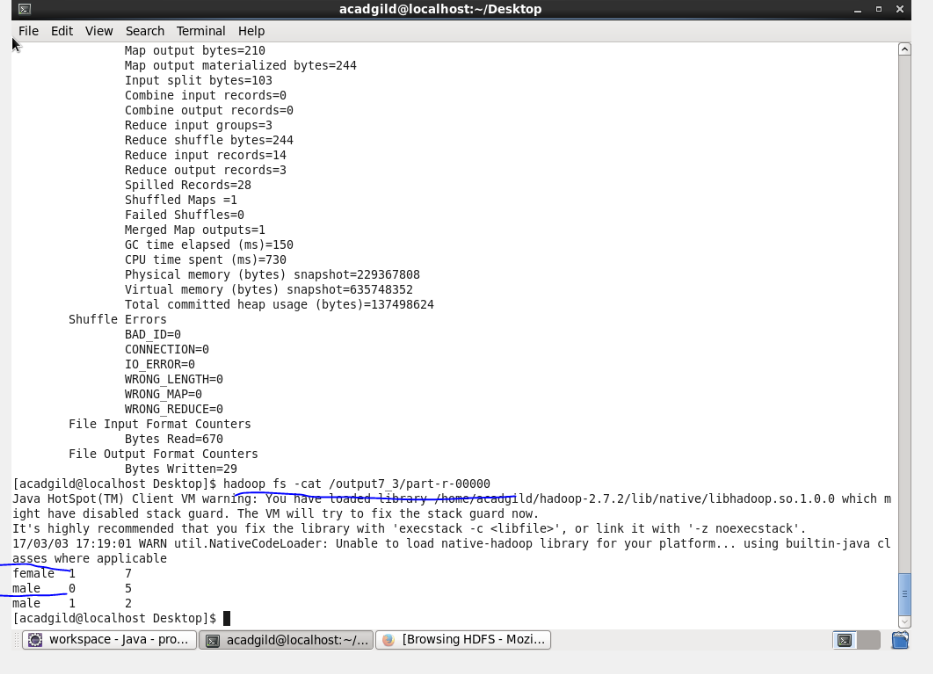 acadgild@localhost:~/Desktop
File Edit View Search Terminal Help
Map output bytes=210
Map output materialized bytes=244
Input split bytes=103
Combine input records=0
Combine output records=0
Reduce input groups=3
Reduce shuffle bytes=244
Reduce input records=14
Reduce output records=3
Spilled Records=28
Shuffled Maps =1
Failed Shuffles=0
Merged Map outputs=1
GC time elapsed (ms)=150
CPU time spent (ms)=730
Physical memory (bytes) snapshot=229367808
Virtual memory (bytes) snapshot=635748352
Total committed heap usage (bytes)=137498624
Shuffle Errors
BAD_ID=0
CONNECTION=0
IO_ERROR=0
WRONG_LENGTH=0
WRONG_MAP=0
WRONG_REDUCE=0
File Input Format Counters
Bytes Read=670
File Output Format Counters
Bytes Written=29
[acadgild@localhost Desktop]$ hadoop fs -cat /output7_3/part-r-00000
Java HotSpot(TM) Client VM warning: You have loaded library /home/acadgild/hadoop-2.7.2/lib/native/libhadoop.so.1.0.0 which m
ight have disabled stack guard. The VM will try to fix the stack guard now.
It's highly recommended that you fix the library with 'execstack -c <libfile>', or link it with '-z noexecstack'.
17/03/03 17:19:01 WARN util.NativeCodeLoader: Unable to load native-hadoop library for your platform... using builtin-java cl
asses where applicable
female 1 7
male 0 5
male 1 2
[acadgild@localhost Desktop]$
workspace - Java - pro... acadgild@localhost:~/... [Browsing HDFS - Mozi...